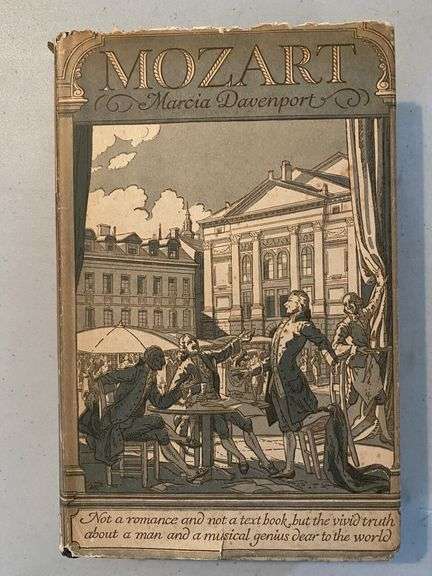 MOZART
Marcia Davenport
Not a romance and not a text book, but the vivid truth
about a man and a musical genius dear to the world